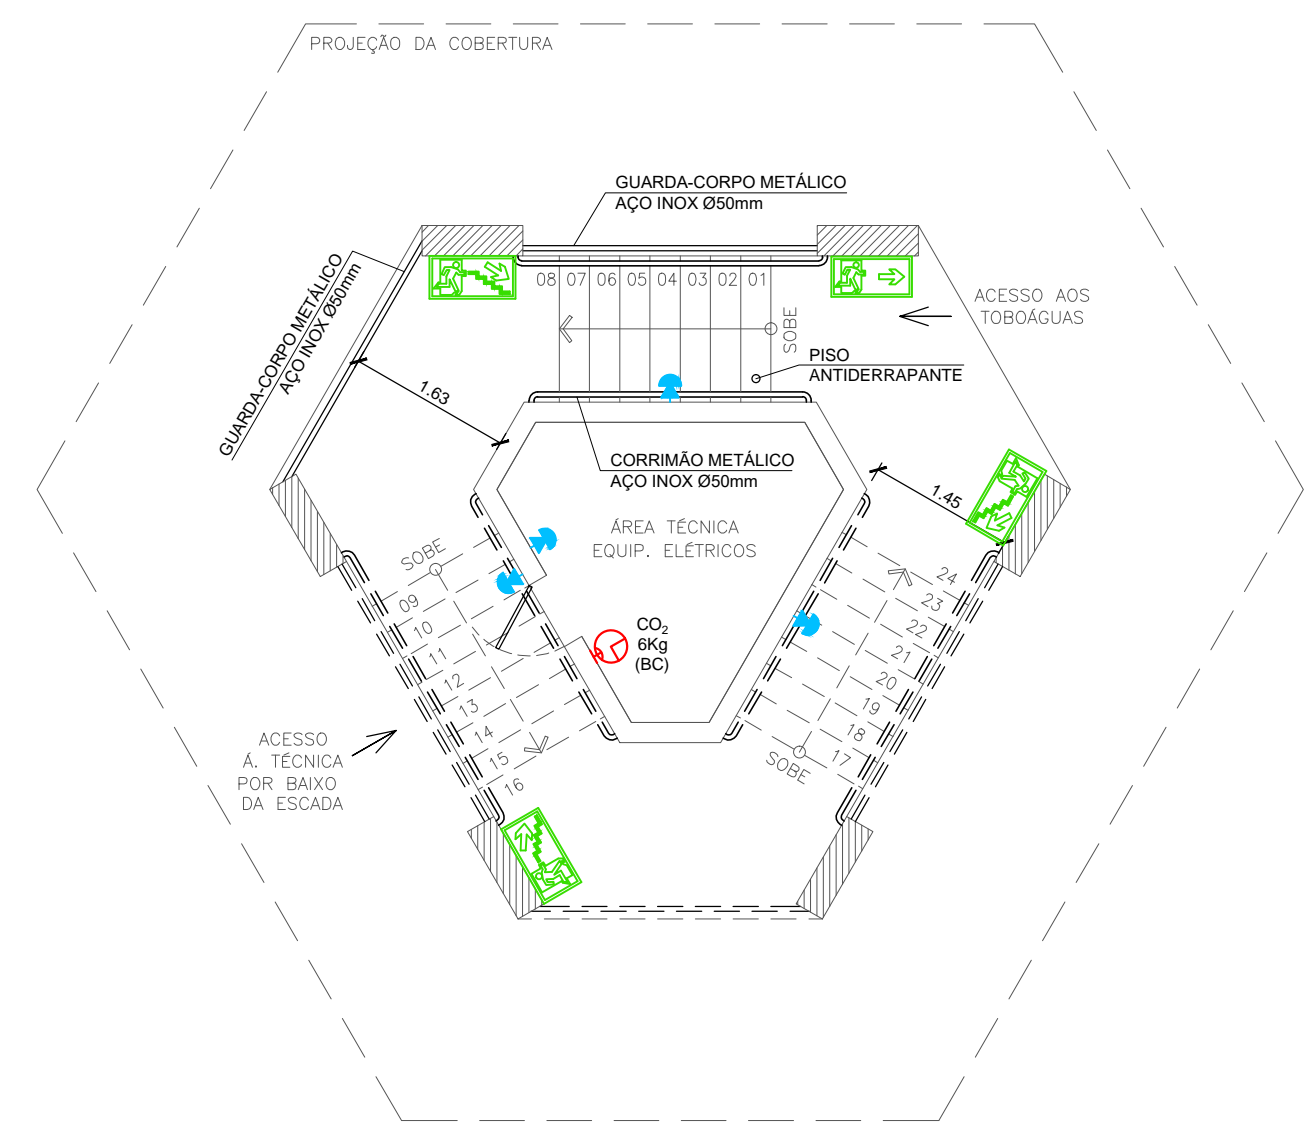 PROJEÇÃO DA COBERTURA
GUARDA-CORPO METÁLICO
AÇO INOX Ø50mm
GUARDA-CORPO METÁLICO
AÇO INOX Ø50mm
08 07 06 05 04 03 02 01
SOBE
ACESSO AOS
TOBOÁGUAS
PISO
ANTIDERRAPANTE
1.63
CORRIMÃO METÁLICO
AÇO INOX Ø50mm
1.45
ÁREA TÉCNICA
EQUIP. ELÉTRICOS
SOBE
09
10
11
12
13
14
15
16
CO2
6Kg
(BC)
24
23
22
21
20
19
18
17
SOBE
ACESSO
Á. TÉCNICA
POR BAIXO
DA ESCADA